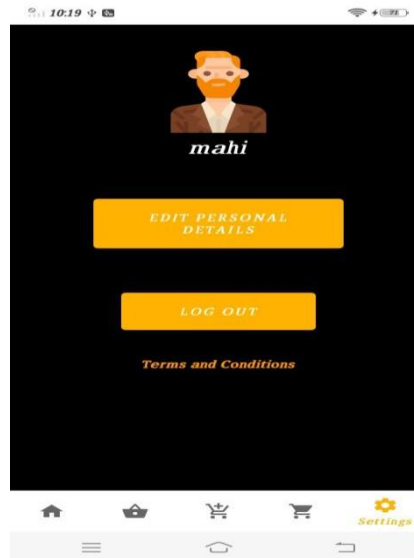 10:19
mahi
EDIT PERSONAL
DETAILS
LOG OUT
Terms and Conditions
Settings